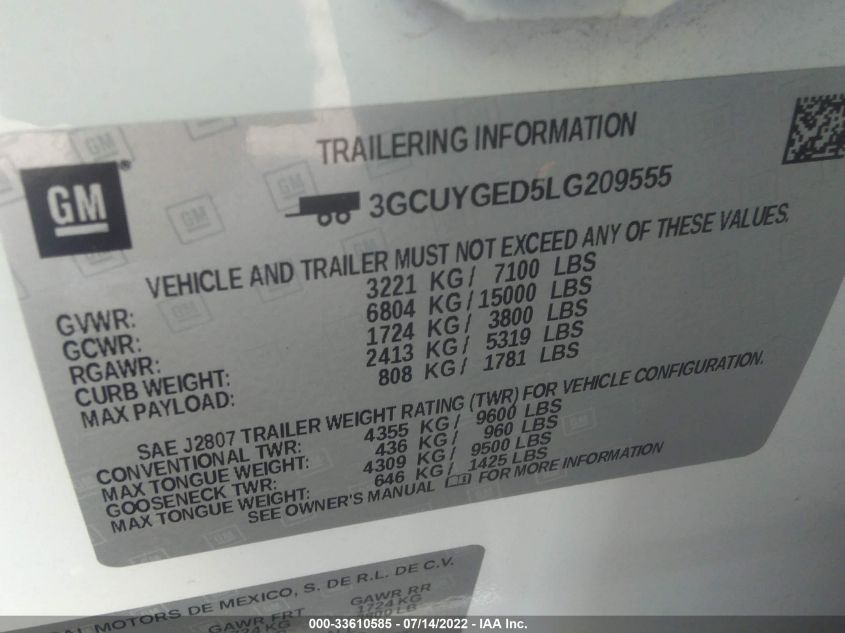 GM®
TRAILERING INFORMATION
3GCUYGED5LG209555
VEHICLE AND TRAILER MUST NOT EXCEED ANY OF THESE VALUES.
GVWR: 3221 KG / 7100 LBS
GCWR: 6804 KG / 15000 LBS
RGAWR: 1724 KG / 3800 LBS
CURB WEIGHT: 2413 KG / 5319 LBS
MAX PAYLOAD: 808 KG / 1781 LBS
SAE J2807 TRAILER WEIGHT RATING (TWR) FOR VEHICLE CONFIGURATION.
CONVENTIONAL TWR: 4355 KG / 9600 LBS
MAX TONGUE WEIGHT: 436 KG / 960 LBS
GOOSENECK TWR: 4309 KG / 9500 LBS
MAX TONGUE WEIGHT: 646 KG / 1425 LBS
SEE OWNER'S MANUAL FOR MORE INFORMATION
MOTORS DE MEXICO, S. DE R.L. DE C.V.
GAWR FRT GAWR RR
1724 KG
000-33610585 - 07/14/2022 - IAA Inc.